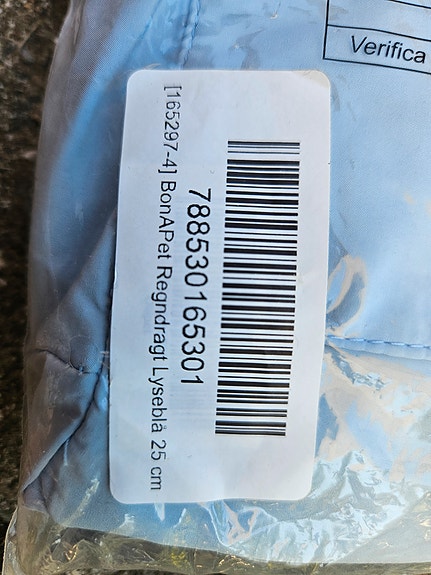 Verifica
788530165301
[165297-4] BonAPet Regndragt Lyseblå 25 cm